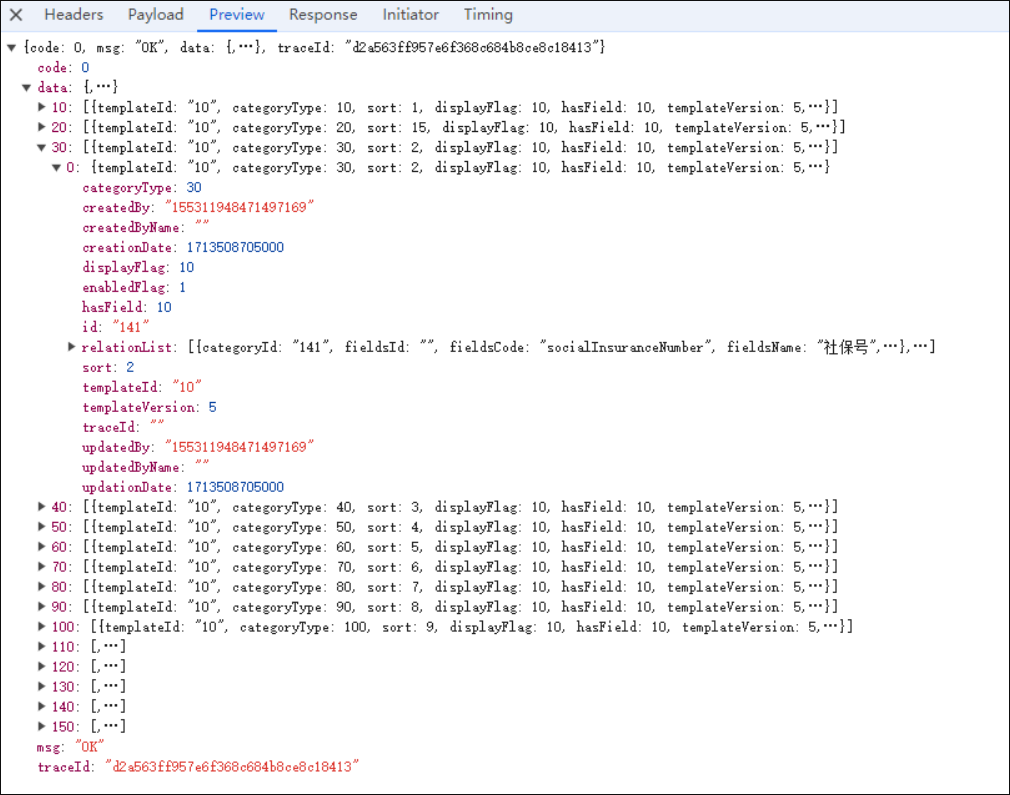 Headers Payload Preview Response Initiator Timing
{code: 0, msg: "OK", data: {,…}, traceId: "d2a563ff957e6f368c684b8ce8c18413"}
code: 0
data: {,…}
10: [{templateId: "10", categoryType: 10, sort: 1, displayFlag: 10, hasField: 10, templateVersion: 5,…}]
20: [{templateId: "10", categoryType: 20, sort: 15, displayFlag: 10, hasField: 10, templateVersion: 5,…}]
30: [{templateId: "10", categoryType: 30, sort: 2, displayFlag: 10, hasField: 10, templateVersion: 5,…}]
0: {templateId: "10", categoryType: 30, sort: 2, displayFlag: 10, hasField: 10, templateVersion: 5,…}
categoryType: 30
createdBy: "155311948471497169"
createdByName: ""
creationDate: 1713508705000
displayFlag: 10
enabledFlag: 1
hasField: 10
id: "141"
relationList: [{categoryId: "141", fieldsId: "", fieldsCode: "socialInsuranceNumber", fieldsName: "社保号",…},…]
sort: 2
templateId: "10"
templateVersion: 5
traceId: ""
updatedBy: "155311948471497169"
updatedByName: ""
updationDate: 1713508705000
40: [{templateId: "10", categoryType: 40, sort: 3, displayFlag: 10, hasField: 10, templateVersion: 5,…}]
50: [{templateId: "10", categoryType: 50, sort: 4, displayFlag: 10, hasField: 10, templateVersion: 5,…}]
60: [{templateId: "10", categoryType: 60, sort: 5, displayFlag: 10, hasField: 10, templateVersion: 5,…}]
70: [{templateId: "10", categoryType: 70, sort: 6, displayFlag: 10, hasField: 10, templateVersion: 5,…}]
80: [{templateId: "10", categoryType: 80, sort: 7, displayFlag: 10, hasField: 10, templateVersion: 5,…}]
90: [{templateId: "10", categoryType: 90, sort: 8, displayFlag: 10, hasField: 10, templateVersion: 5,…}]
100: [{templateId: "10", categoryType: 100, sort: 9, displayFlag: 10, hasField: 10, templateVersion: 5,…}]
110: [,…]
120: [,…]
130: [,…]
140: [,…]
150: [,…]
msg: "OK"
traceId: "d2a563ff957e6f368c684b8ce8c18413"